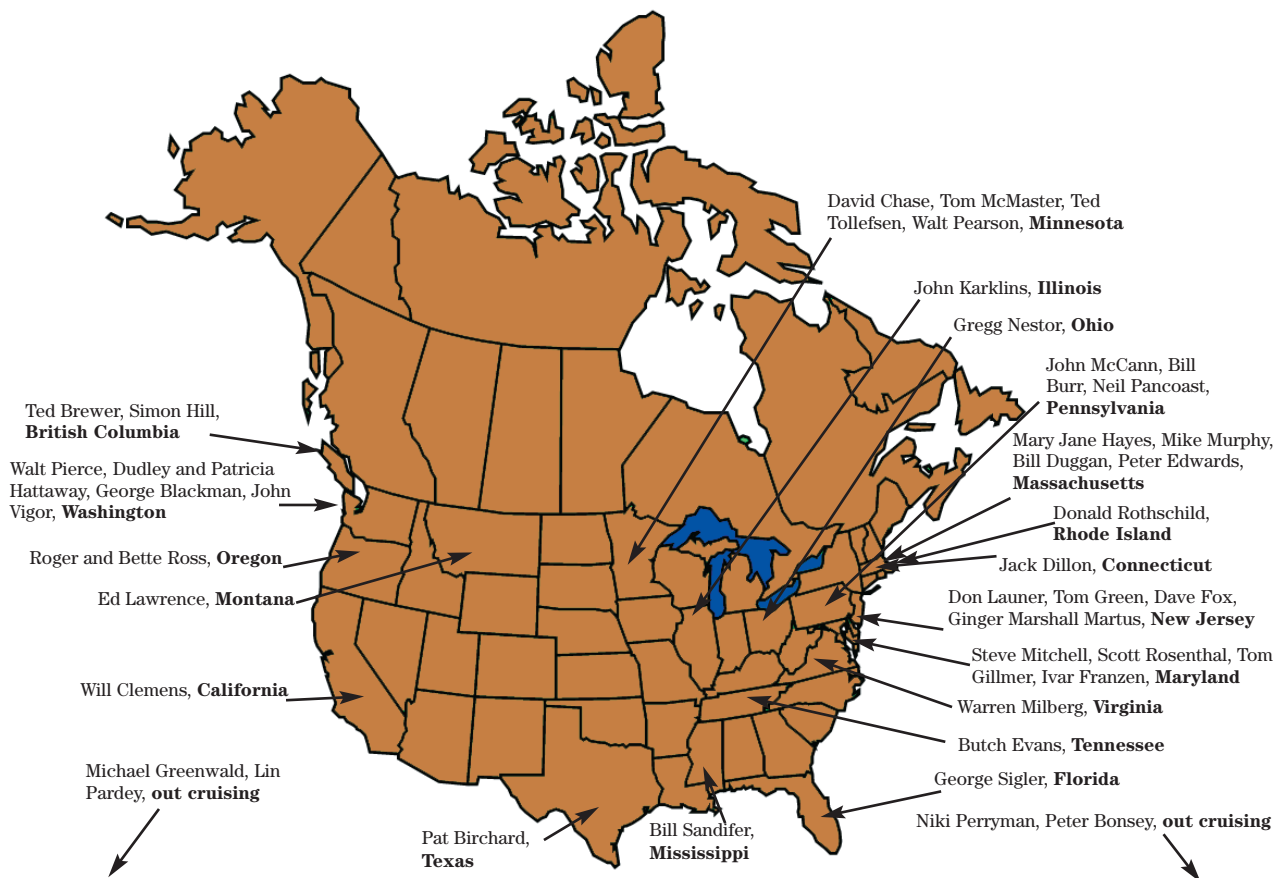 David Chase, Tom McMaster, Ted
Tollefsen, Walt Pearson, Minnesota
John Karklins, Illinois
Gregg Nestor, Ohio
John McCann, Bill
Burr, Neil Pancoast,
Pennsylvania
Ted Brewer, Simon Hill,
British Columbia
Mary Jane Hayes, Mike Murphy,
Bill Duggan, Peter Edwards,
Massachusetts
Walt Pierce, Dudley and Patricia
Hattaway, George Blackman, John
Vigor, Washington
Donald Rothschild,
Rhode Island
Roger and Bette Ross, Oregon
Jack Dillon, Connecticut
Ed Lawrence, Montana
Don Launer, Tom Green, Dave Fox,
Ginger Marshall Martus, New Jersey
Steve Mitchell, Scott Rosenthal, Tom
Gillmer, Ivar Franzen, Maryland
Will Clemens, California
Warren Milberg, Virginia
Butch Evans, Tennessee
Michael Greenwald, Lin
Pardey, out cruising
George Sigler, Florida
Niki Perryman, Peter Bonsey, out cruising
Pat Birchard,
Texas
Bill Sandifer,
Mississippi